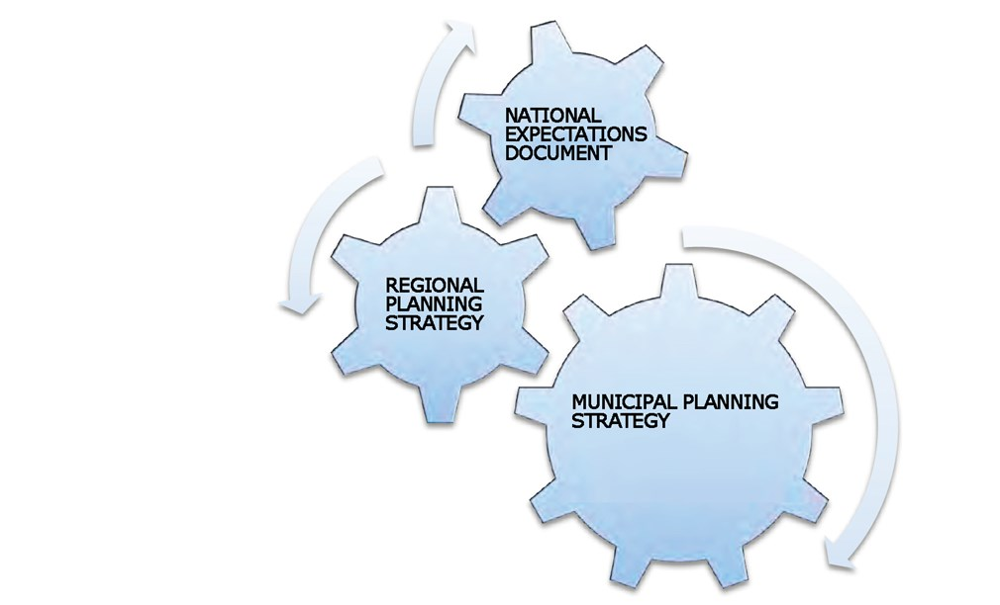 NATIONAL
EXPECTATIONS
DOCUMENT
REGIONAL
PLANNING
STRATEGY
MUNICIPAL PLANNING
STRATEGY